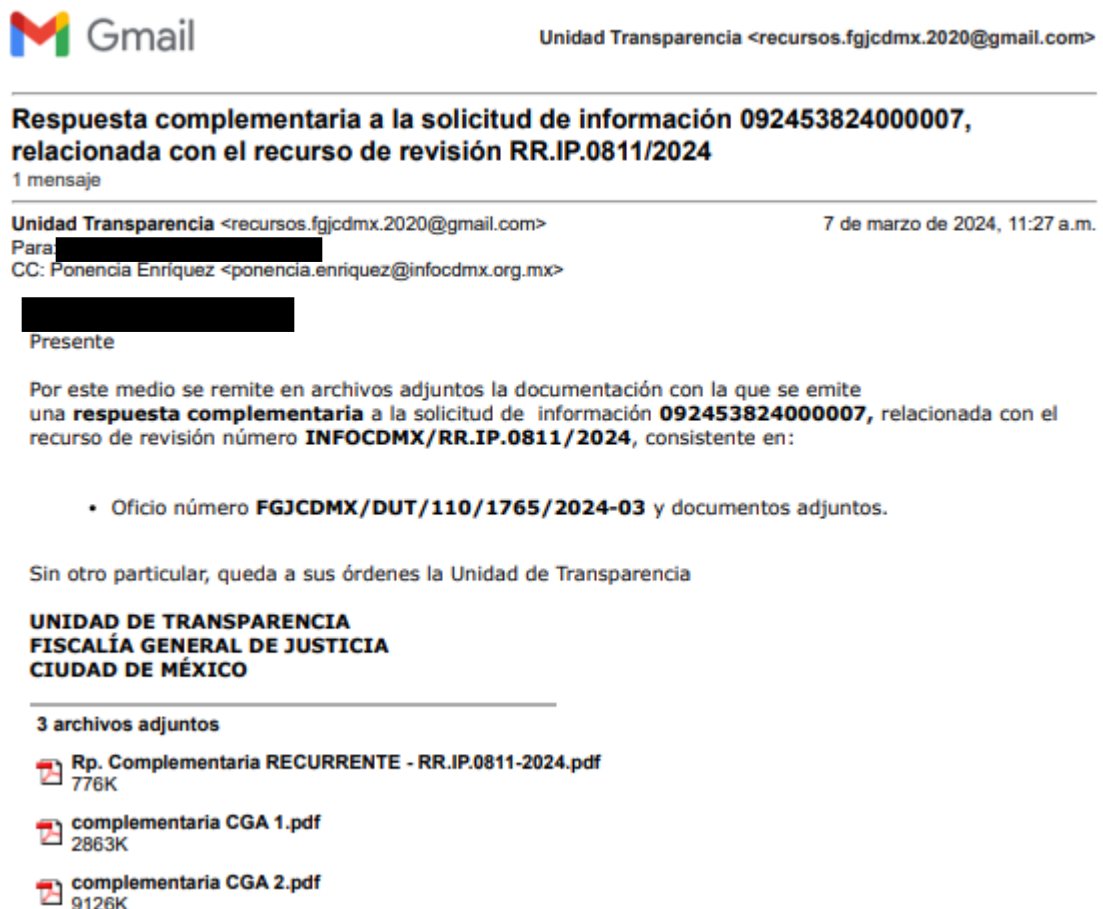 Gmail
Unidad Transparencia <recursos.fgjcdmx.2020@gmail.com>
Respuesta complementaria a la solicitud de información 092453824000007,
relacionada con el recurso de revisión RR.IP.0811/2024
1 mensaje
Unidad Transparencia <recursos.fgjcdmx.2020@gmail.com> 7 de marzo de 2024, 11:27 a.m.
Para:
CC: Ponencia Enríquez <ponencia.enriquez@infocdmx.org.mx>
Presente
Por este medio se remite en archivos adjuntos la documentación con la que se emite
una respuesta complementaria a la solicitud de información 092453824000007, relacionada con el
recurso de revisión número INFOCDMX/RR.IP.0811/2024, consistente en:
• Oficio número FGJCDMX/DUT/110/1765/2024-03 y documentos adjuntos.
Sin otro particular, queda a sus órdenes la Unidad de Transparencia
UNIDAD DE TRANSPARENCIA
FISCALÍA GENERAL DE JUSTICIA
CIUDAD DE MÉXICO
3 archivos adjuntos
Rp. Complementaria RECURRENTE - RR.IP.0811-2024.pdf
776K
complementaria CGA 1.pdf
2863K
complementaria CGA 2.pdf
9126K